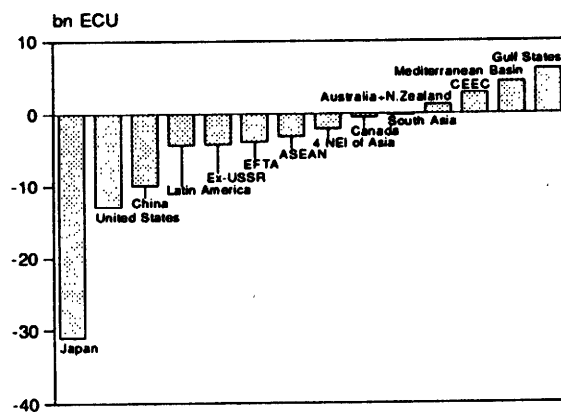 bn ECU
10
Gulf States
Mediterranean Basin
CEEC
Australia+N.Zealand
0
South Asia
Canada
4 NEI of Asia
ASEAN
EFTA
Ex-USSR
Latin America
-10
China
United States
-20
-30
Japan
-40